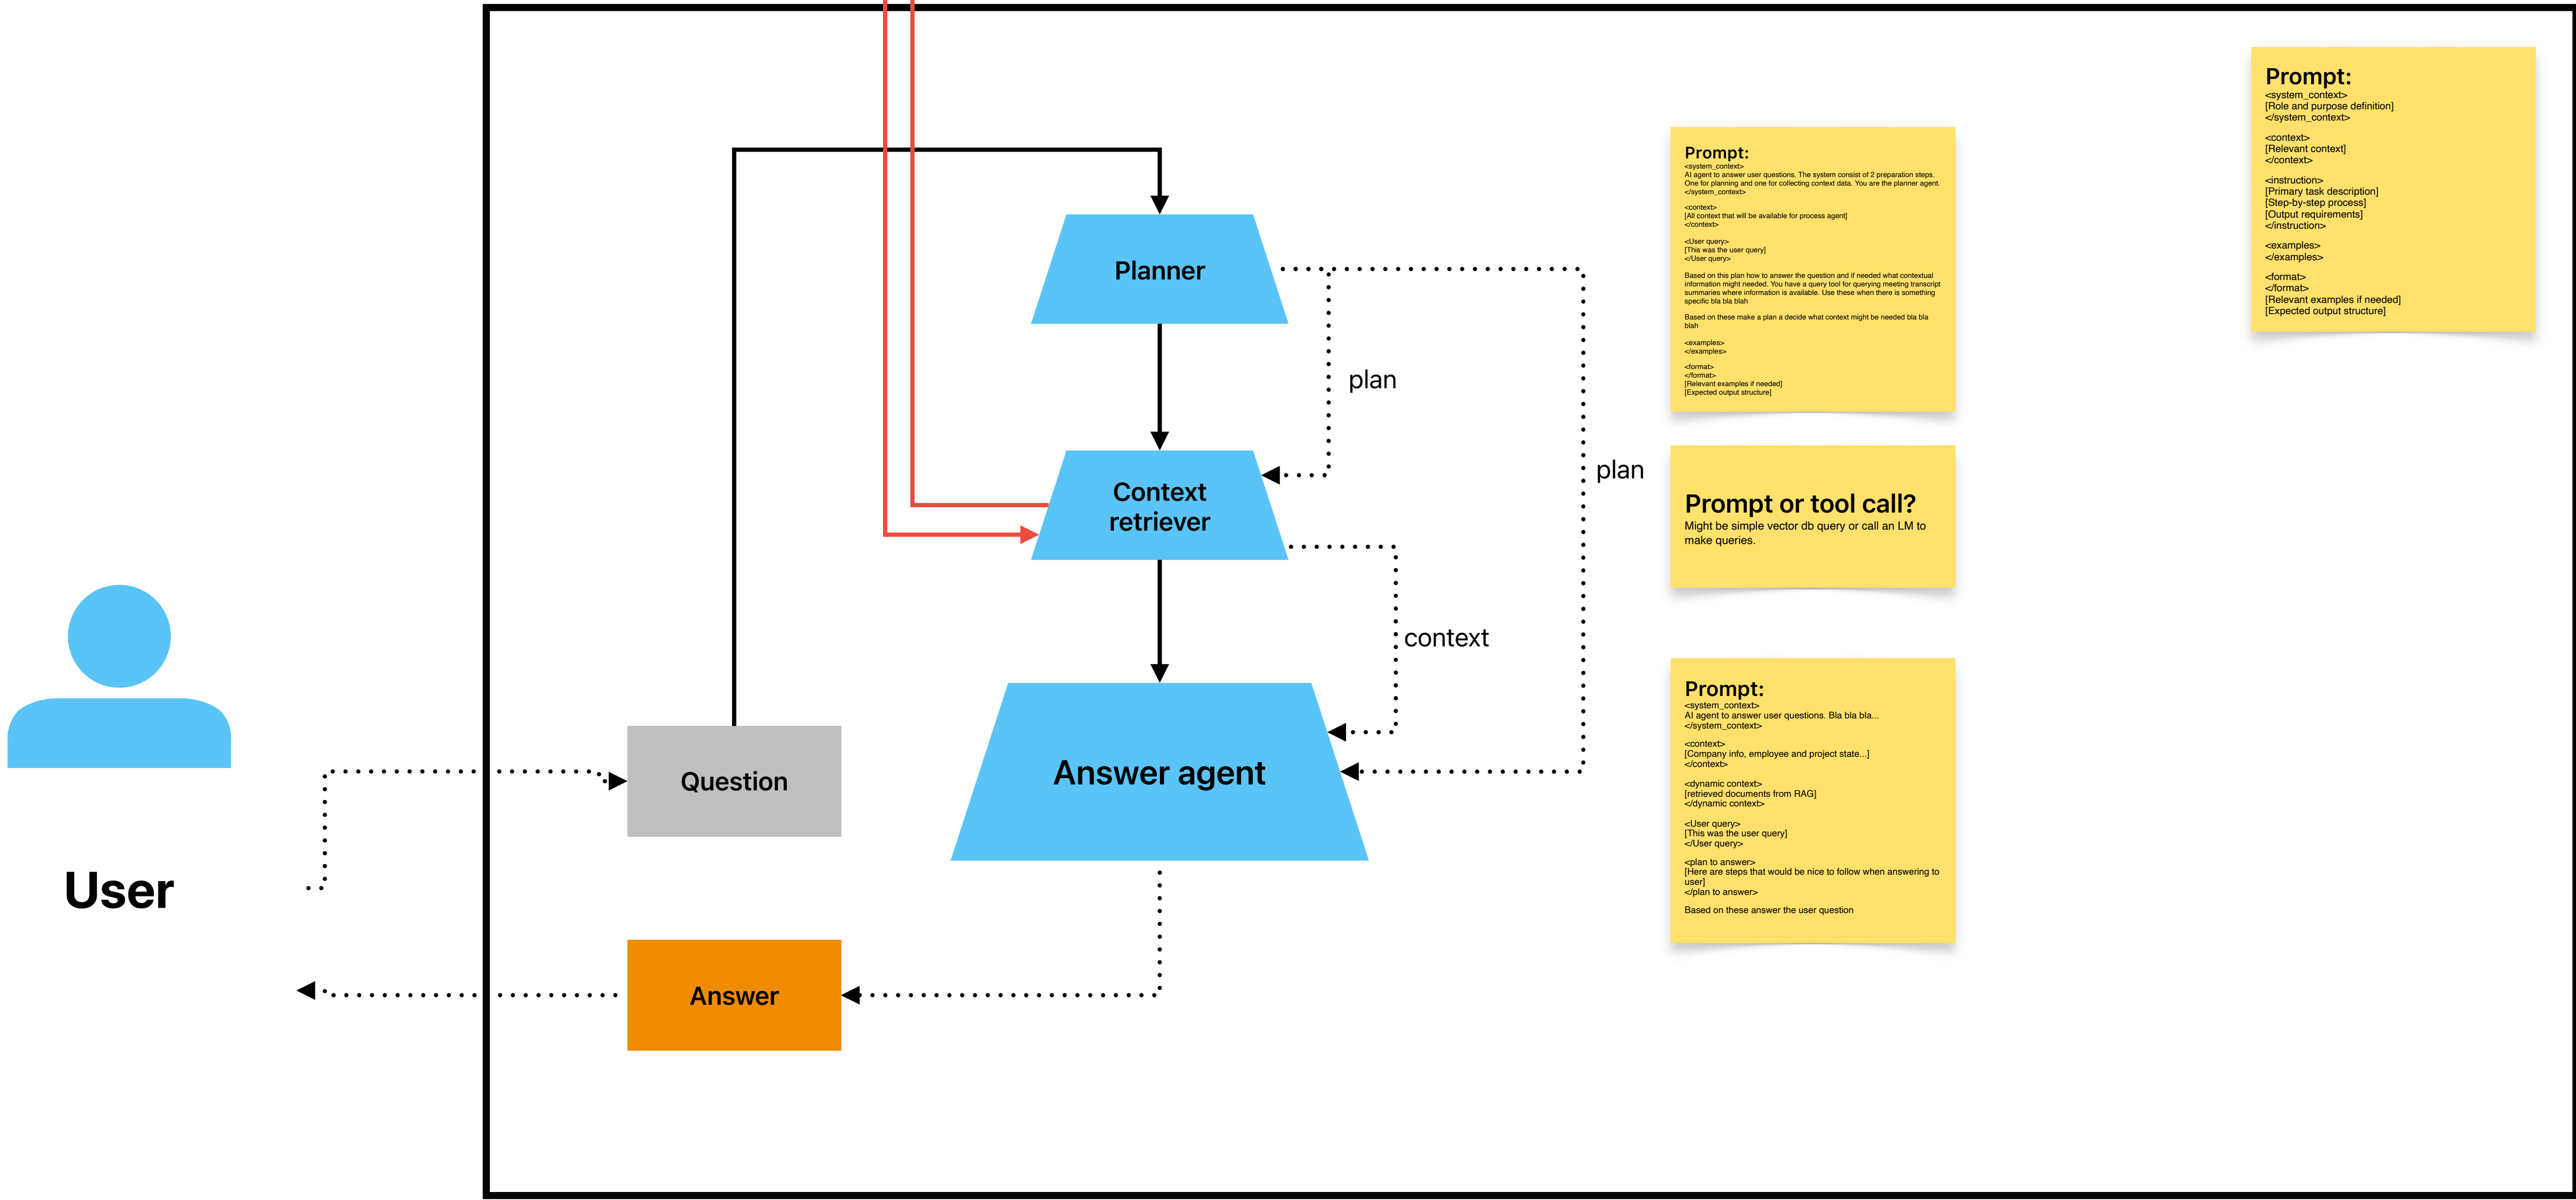 User
Question
Answer
Planner
plan
Context
retriever
plan
context
Answer agent
Prompt:
<system_context>
AI agent to answer user questions. The system consist of 2 preparation steps.
One for planning and one for collecting context data. You are the planner agent.
</system_context>
<context>
[All context that will be available for process agent]
</context>
<User query>
[This was the user query]
</User query>
Based on this plan how to answer the question and if needed what contextual
information might needed. You have a query tool for querying meeting transcript
summaries where information is available. Use these when there is something
specific bla bla blah
Based on these make a plan a decide what context might be needed bla bla
blah
<examples>
</examples>
<format>
</format>
[Relevant examples if needed]
[Expected output structure]
Prompt or tool call?
Might be simple vector db query or call an LM to
make queries.
Prompt:
<system_context>
AI agent to answer user questions. Bla bla bla...
</system_context>
<context>
[Company info, employee and project state...]
</context>
<dynamic context>
[retrieved documents from RAG]
</dynamic context>
<User query>
[This was the user query]
</User query>
<plan to answer>
[Here are steps that would be nice to follow when answering to
user]
</plan to answer>
Based on these answer the user question
Prompt:
<system_context>
[Role and purpose definition]
</system_context>
<context>
[Relevant context]
</context>
<instruction>
[Primary task description]
[Step-by-step process]
[Output requirements]
</instruction>
<examples>
</examples>
<format>
</format>
[Relevant examples if needed]
[Expected output structure]